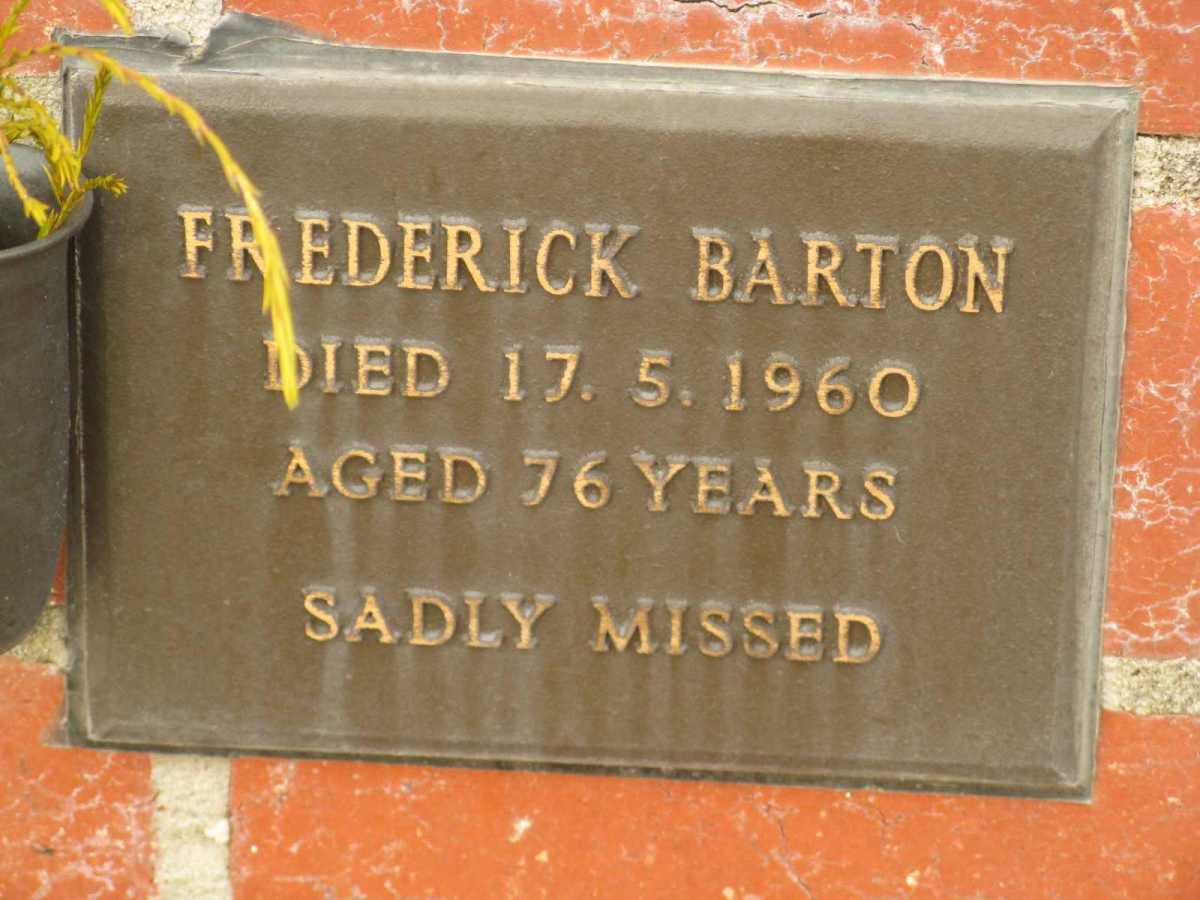 FREDERICK BARTON
DIED 17.5.1960
AGED 76 YEARS
SADLY MISSED